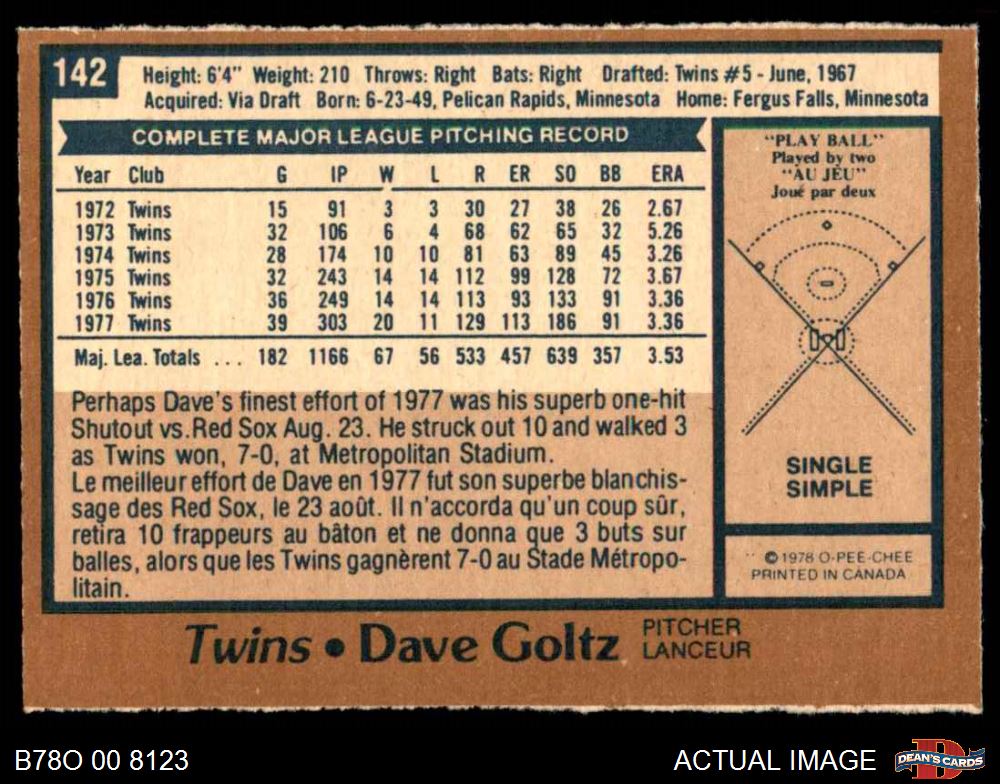 142
Height: 6'4" Weight: 210 Throws: Right Bats: Right Drafted: Twins #5 - June, 1967
Acquired: Via Draft Born: 6-23-49, Pelican Rapids, Minnesota Home: Fergus Falls, Minnesota
COMPLETE MAJOR LEAGUE PITCHING RECORD
Year Club G IP W L R ER SO BB ERA
1972 Twins 15 91 3 3 30 27 38 26 2.67
1973 Twins 32 106 6 4 68 62 65 32 5.26
1974 Twins 28 174 10 10 81 63 89 45 3.26
1975 Twins 32 243 14 14 112 99 128 72 3.67
1976 Twins 36 249 14 14 113 93 133 91 3.36
1977 Twins 39 303 20 11 129 113 186 91 3.36
Maj. Lea. Totals ... 182 1166 67 56 533 457 639 357 3.53
Perhaps Dave's finest effort of 1977 was his superb one-hit
Shutout vs. Red Sox Aug. 23. He struck out 10 and walked 3
as Twins won, 7-0, at Metropolitan Stadium.
Le meilleur effort de Dave en 1977 fut son superbe blanchis-
sage des Red Sox, le 23 août. Il n'accorda qu'un coup sûr,
retira 10 frappeurs au bâton et ne donna que 3 buts sur
balles, alors que les Twins gagnèrent 7-0 au Stade Métropo-
litain.
"PLAY BALL"
Played by two
"AU JEU"
Joué par deux
SINGLE
SIMPLE
© 1978 O-PEE-CHEE
PRINTED IN CANADA
Twins • Dave Goltz PITCHER
LANCEUR
B78O 00 8123
ACTUAL IMAGE
DEAN'S CARDS